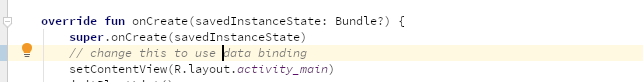 override fun onCreate(savedInstanceState: Bundle?) {
super.onCreate(savedInstanceState)
// change this to use data binding
setContentView(R.layout.activity_main)